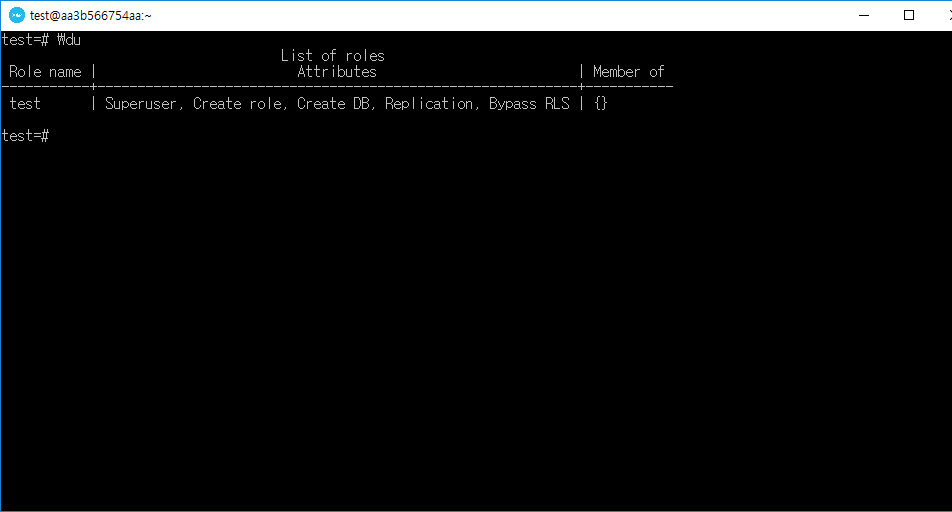 test@aa3b566754aa:~
test=# ₩du
List of roles
Role name | Attributes | Member of
-----------+------------------------------------------------------------+-----------
test | Superuser, Create role, Create DB, Replication, Bypass RLS | {}
test=#